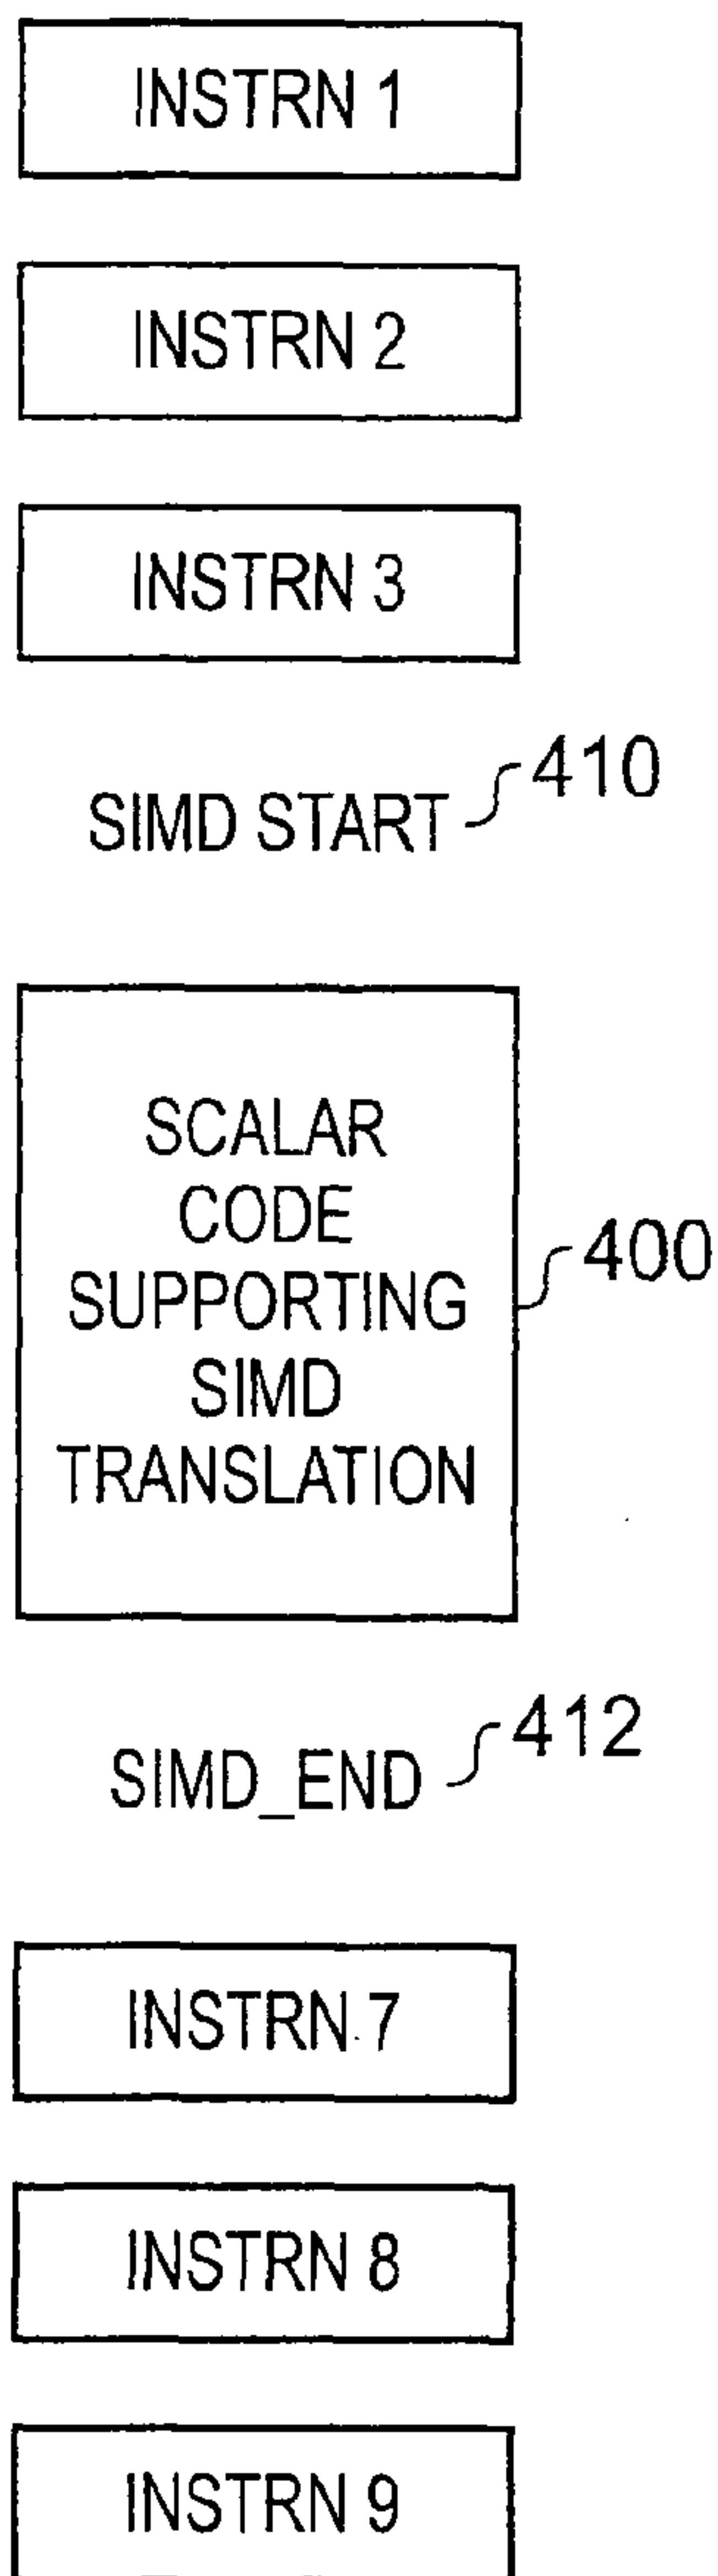 INSTRN 1
INSTRN 2
INSTRN 3
SIMD START 410
SCALAR
CODE
SUPPORTING
SIMD
TRANSLATION
400
SIMD_END 412
INSTRN 7
INSTRN 8
INSTRN 9